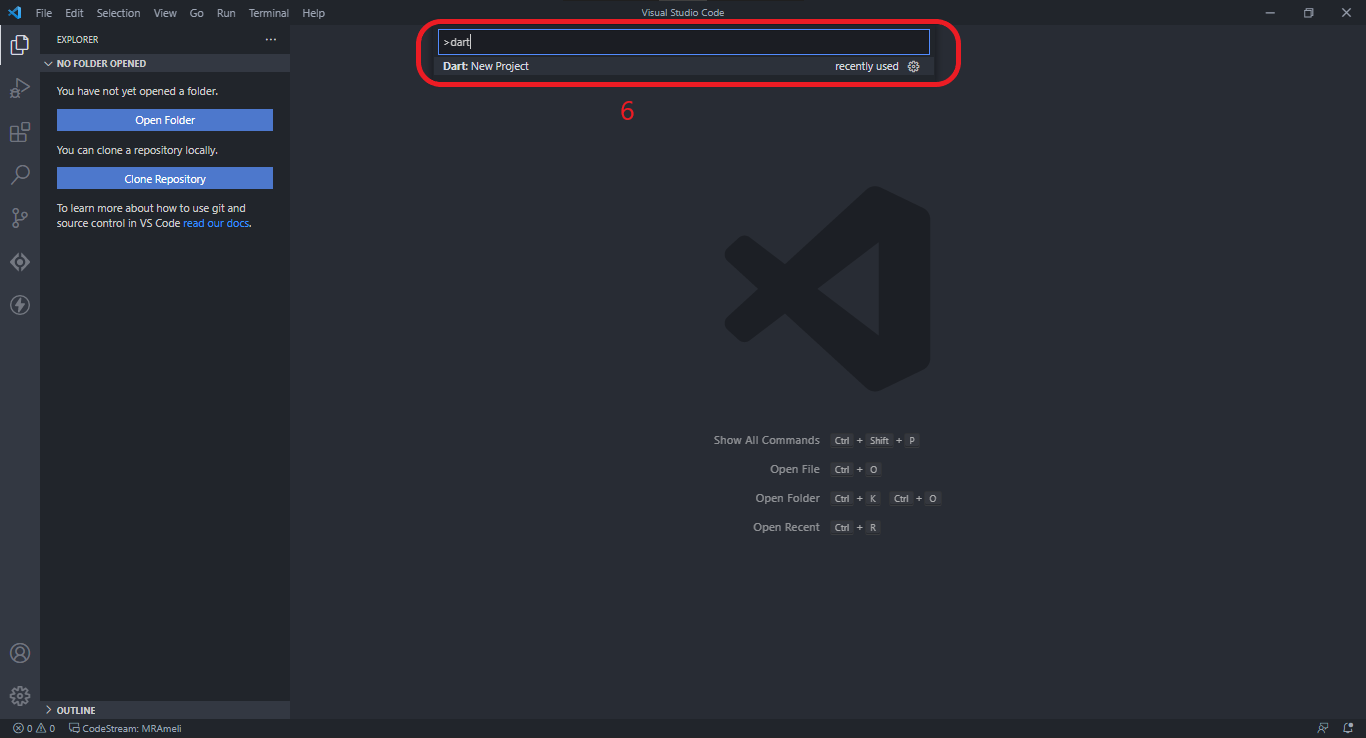 File Edit Selection View Go Run Terminal Help
Visual Studio Code
EXPLORER
NO FOLDER OPENED
You have not yet opened a folder.
Open Folder
You can clone a repository locally.
Clone Repository
To learn more about how to use git and
source control in VS Code read our docs.
>dart
Dart: New Project recently used
6
Show All Commands Ctrl + Shift + P
Open File Ctrl + O
Open Folder Ctrl + K Ctrl + O
Open Recent Ctrl + R
OUTLINE
0 0 CodeStream: MRAmeli